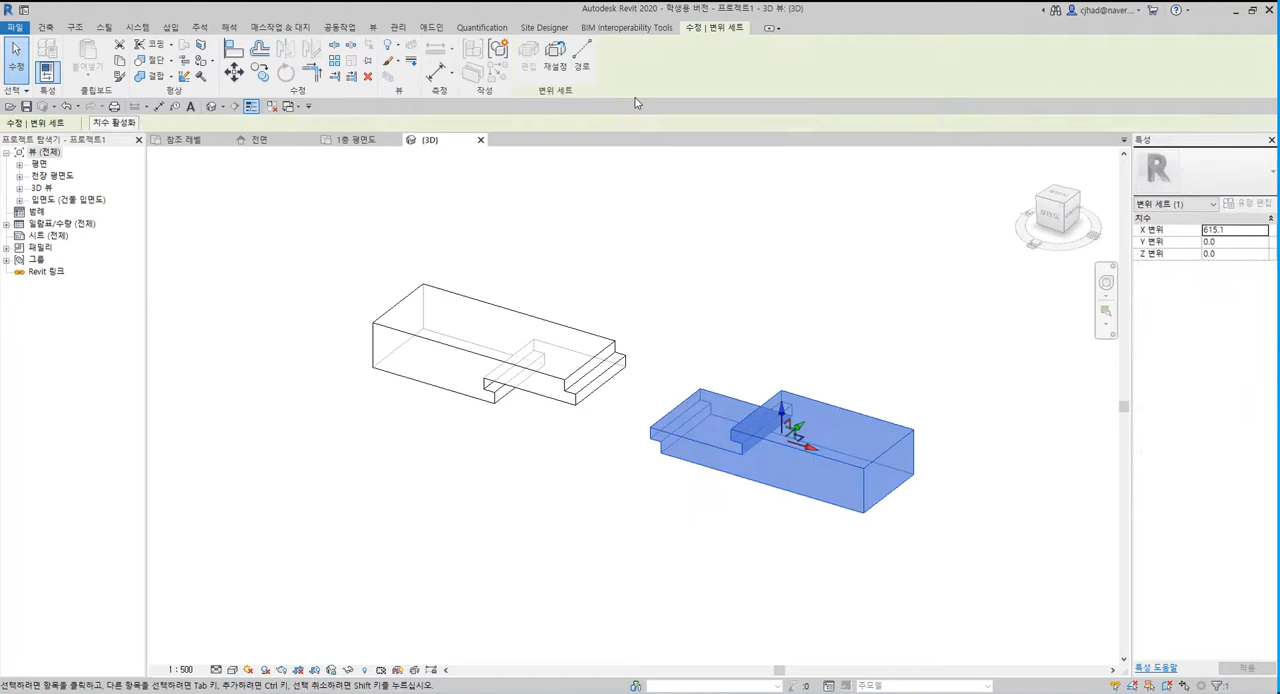 Autodesk Revit 2020 - 학생용 버전 - 프로젝트1 - 3D 뷰: {3D}
cjhad@naver...
파일 건축 구조 스틸 시스템 삽입 주석 해석 매스작업 & 대지 공동작업 뷰 관리 애드인 Quantification Site Designer BIM Interoperability Tools 수정 | 변위 세트
수정
붙여넣기
코핑
절단
결합
편집 재설정 경로
선택 특성 클립보드 형상 수정 뷰 측정 작성 변위 세트
수정 | 변위 세트 치수 활성화
프로젝트 탐색기 - 프로젝트1
참조 레벨 전면 1층 평면도 {3D}
특성
뷰 (전체)
평면
천장 평면도
3D 뷰
입면도 (건물 입면도)
범례
일람표/수량 (전체)
시트 (전체)
패밀리
그룹
Revit 링크
변위 세트 (1) 유형 편집
치수
X 변위 615.1
Y 변위 0.0
Z 변위 0.0
1 : 500
특성 도움말 적용
선택하려면 항목을 클릭하고, 다른 항목을 선택하려면 Tab 키, 추가하려면 Ctrl 키, 선택 취소하려면 Shift 키를 누르십시오.
:0
주모델
:1